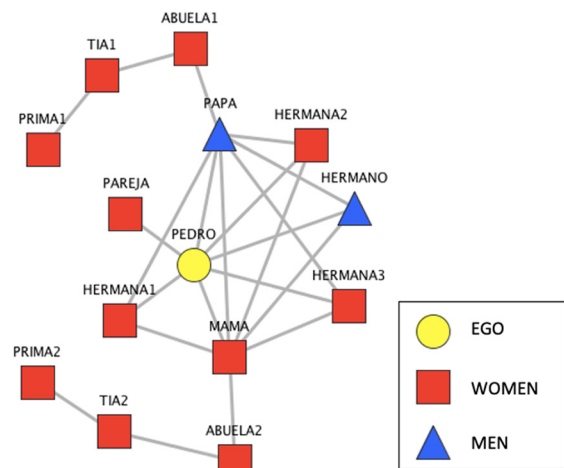 ABUELA1
TIA1
PAPA
HERMANA2
PRIMA1
HERMANO
PAREJA
PEDRO
HERMANA3
HERMANA1
MAMA
EGO
PRIMA2
WOMEN
TIA2
ABUELA2
MEN